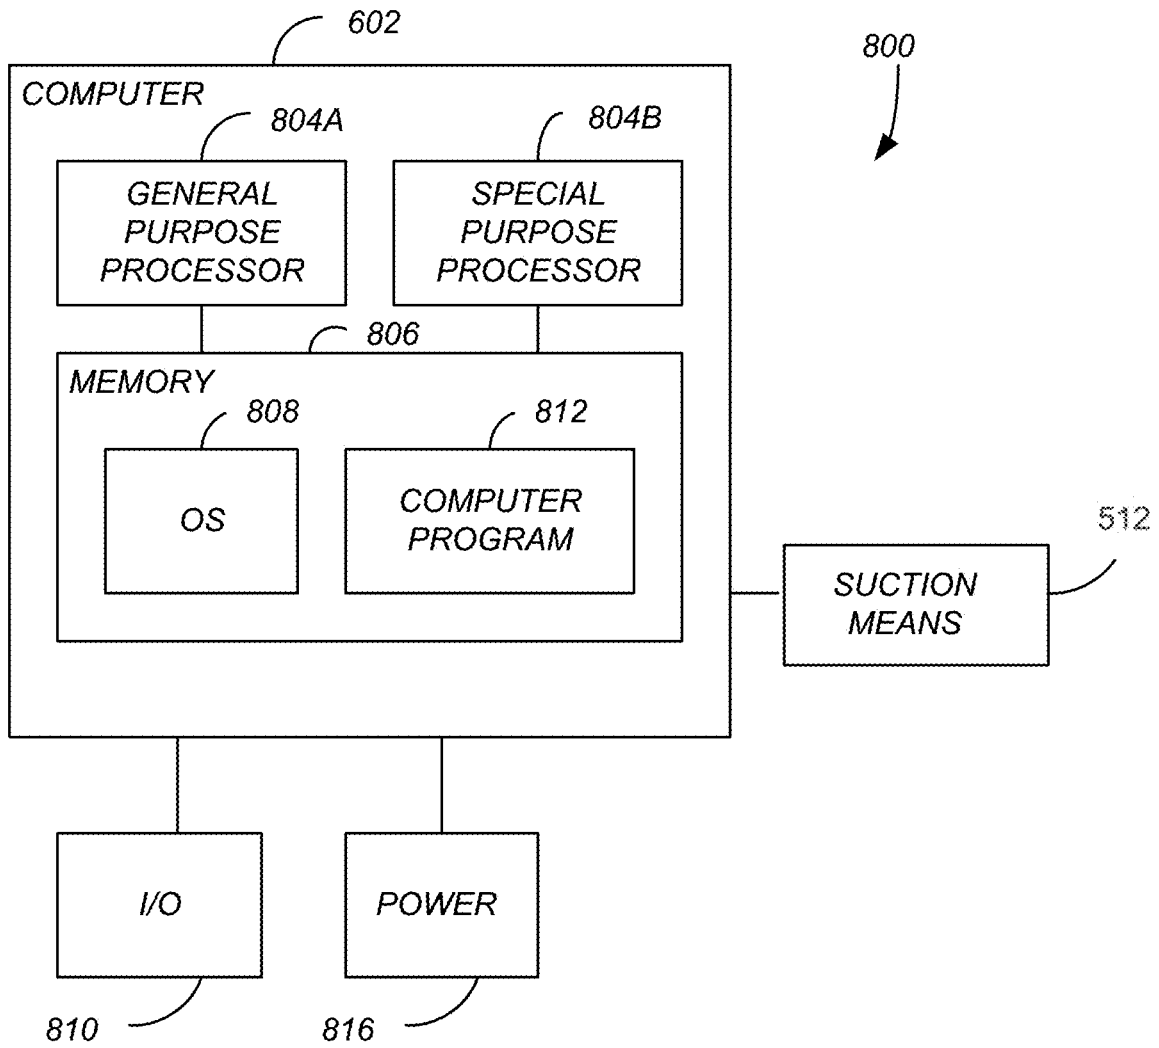 602
800
COMPUTER
804A
804B
GENERAL
PURPOSE
PROCESSOR
SPECIAL
PURPOSE
PROCESSOR
806
MEMORY
808
812
OS
COMPUTER
PROGRAM
512
SUCTION
MEANS
I/O
POWER
810
816